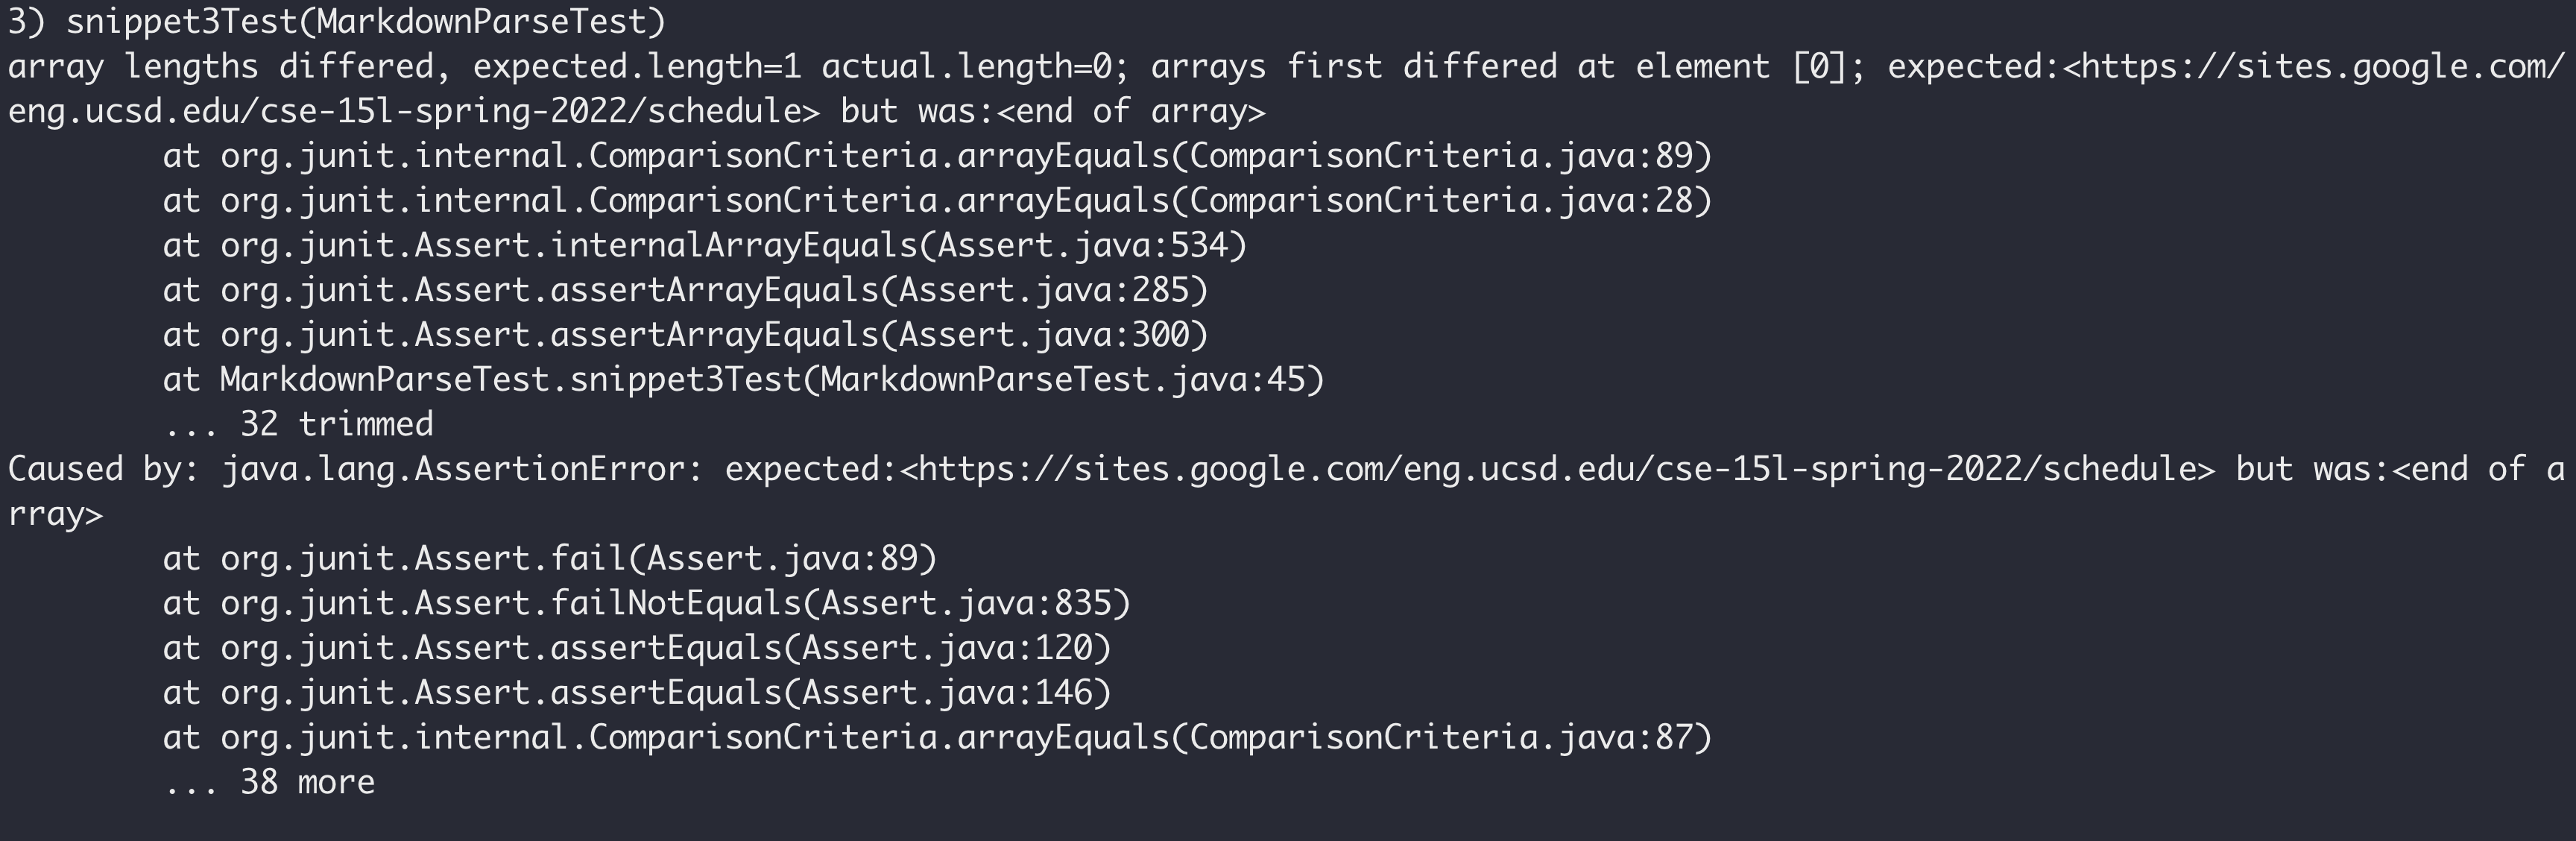 3) snippet3Test(MarkdownParseTest)
array lengths differed, expected.length=1 actual.length=0; arrays first differed at element [0]; expected:<https://sites.google.com/
eng.ucsd.edu/cse-15l-spring-2022/schedule> but was:<end of array>
        at org.junit.internal.ComparisonCriteria.arrayEquals(ComparisonCriteria.java:89)
        at org.junit.internal.ComparisonCriteria.arrayEquals(ComparisonCriteria.java:28)
        at org.junit.Assert.internalArrayEquals(Assert.java:534)
        at org.junit.Assert.assertArrayEquals(Assert.java:285)
        at org.junit.Assert.assertArrayEquals(Assert.java:300)
        at MarkdownParseTest.snippet3Test(MarkdownParseTest.java:45)
        ... 32 trimmed
Caused by: java.lang.AssertionError: expected:<https://sites.google.com/eng.ucsd.edu/cse-15l-spring-2022/schedule> but was:<end of a
rray>
        at org.junit.Assert.fail(Assert.java:89)
        at org.junit.Assert.failNotEquals(Assert.java:835)
        at org.junit.Assert.assertEquals(Assert.java:120)
        at org.junit.Assert.assertEquals(Assert.java:146)
        at org.junit.internal.ComparisonCriteria.arrayEquals(ComparisonCriteria.java:87)
        ... 38 more